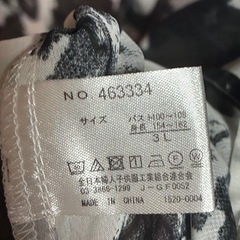 NO. 463334
サイズ
バスト100〜108
身長 154〜162
3L
全日本婦人子供服工業組合連合会
03-3868-1299 J-GF0052
MADE IN CHINA 1520-0004